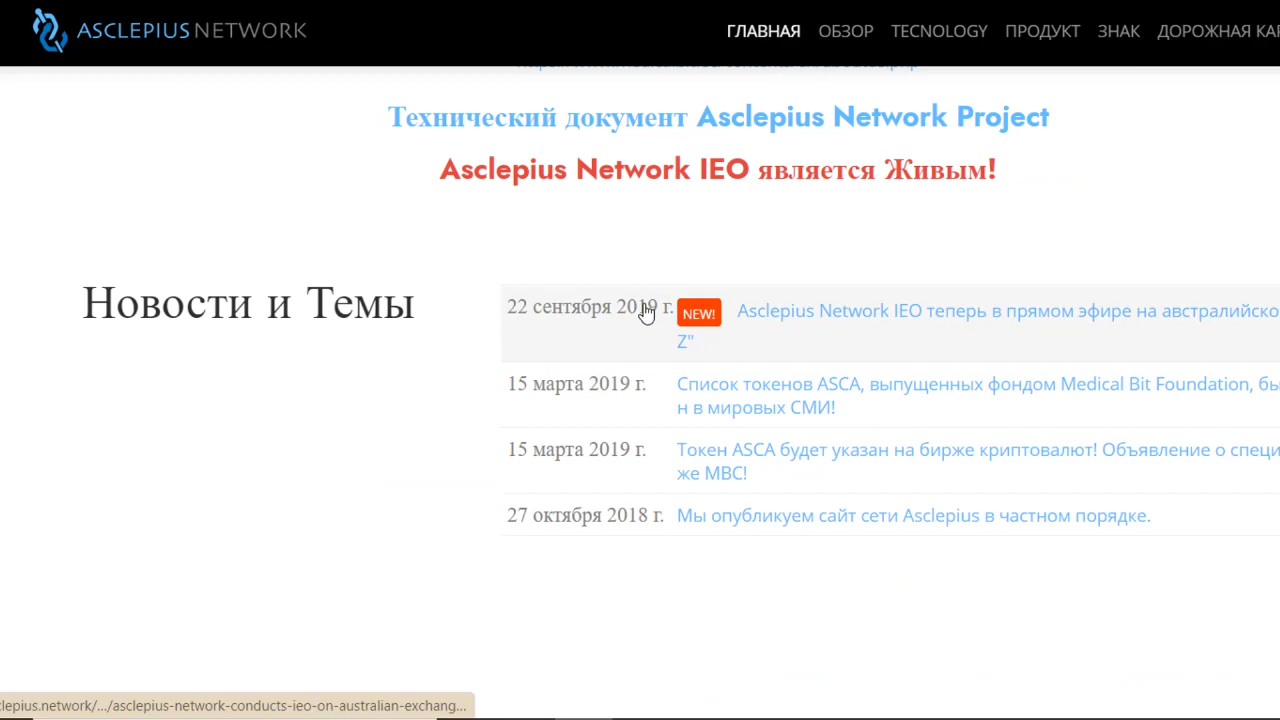 ASCLEPIUS NETWORK
ГЛАВНАЯ ОБЗОР TECNOLOGY ПРОДУКТ ЗНАК ДОРОЖНАЯ КАР
Технический документ Asclepius Network Project
Asclepius Network IEO является Живым!
Новости и Темы
22 сентября 2019 г. NEW! Asclepius Network IEO теперь в прямом эфире на австралийско
Z"
15 марта 2019 г. Список токенов ASCA, выпущенных фондом Medical Bit Foundation, бы
н в мировых СМИ!
15 марта 2019 г. Токен ASCA будет указан на бирже криптовалют! Объявление о специ
же MBC!
27 октября 2018 г. Мы опубликуем сайт сети Asclepius в частном порядке.
clepius.network/.../asclepius-network-conducts-ieo-on-australian-exchang...